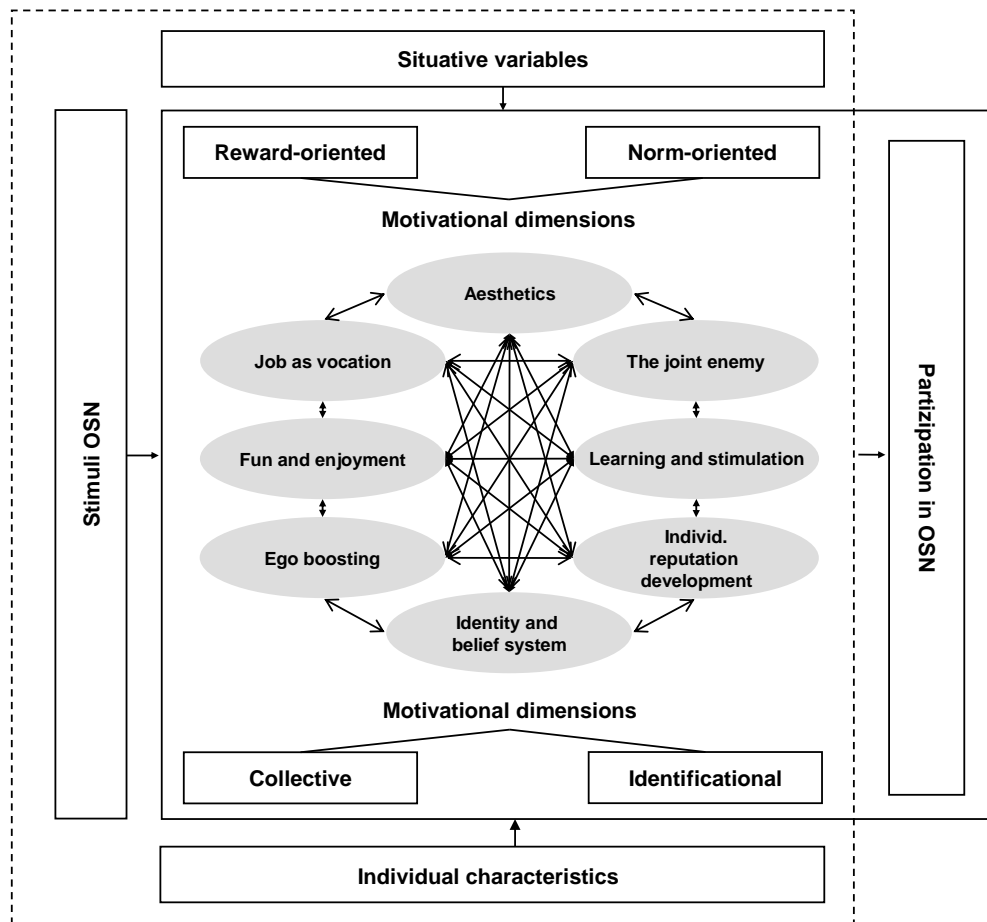 Situative variables
Stimuli OSN
Reward-oriented
Norm-oriented
Motivational dimensions
Aesthetics
Job as vocation
The joint enemy
Fun and enjoyment
Learning and stimulation
Ego boosting
Individ.
reputation
development
Identity and
belief system
Motivational dimensions
Collective
Identificational
Partizipation in OSN
Individual characteristics